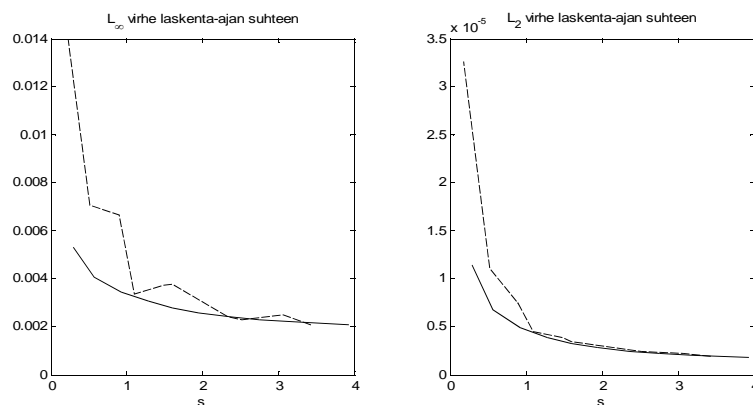 L∞ virhe laskenta-ajan suhteen
0.014
0.012
0.01
0.008
0.006
0.004
0.002
0
0 1 2 3 4
s
L2 virhe laskenta-ajan suhteen
x 10^-5
3.5
3
2.5
2
1.5
1
0.5
0
0 1 2 3 4
s